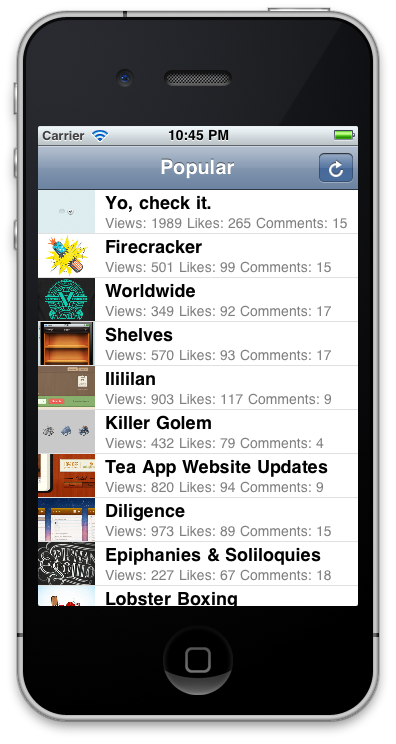 Carrier 10:45 PM
Popular
Yo, check it.
Views: 1989 Likes: 265 Comments: 15
Firecracker
Views: 501 Likes: 99 Comments: 15
Worldwide
Views: 349 Likes: 92 Comments: 17
Shelves
Views: 570 Likes: 93 Comments: 17
Ilililan
Views: 903 Likes: 117 Comments: 9
Killer Golem
Views: 432 Likes: 79 Comments: 4
Tea App Website Updates
Views: 820 Likes: 94 Comments: 9
Diligence
Views: 973 Likes: 89 Comments: 15
Epiphanies & Soliloquies
Views: 227 Likes: 67 Comments: 18
Lobster Boxing